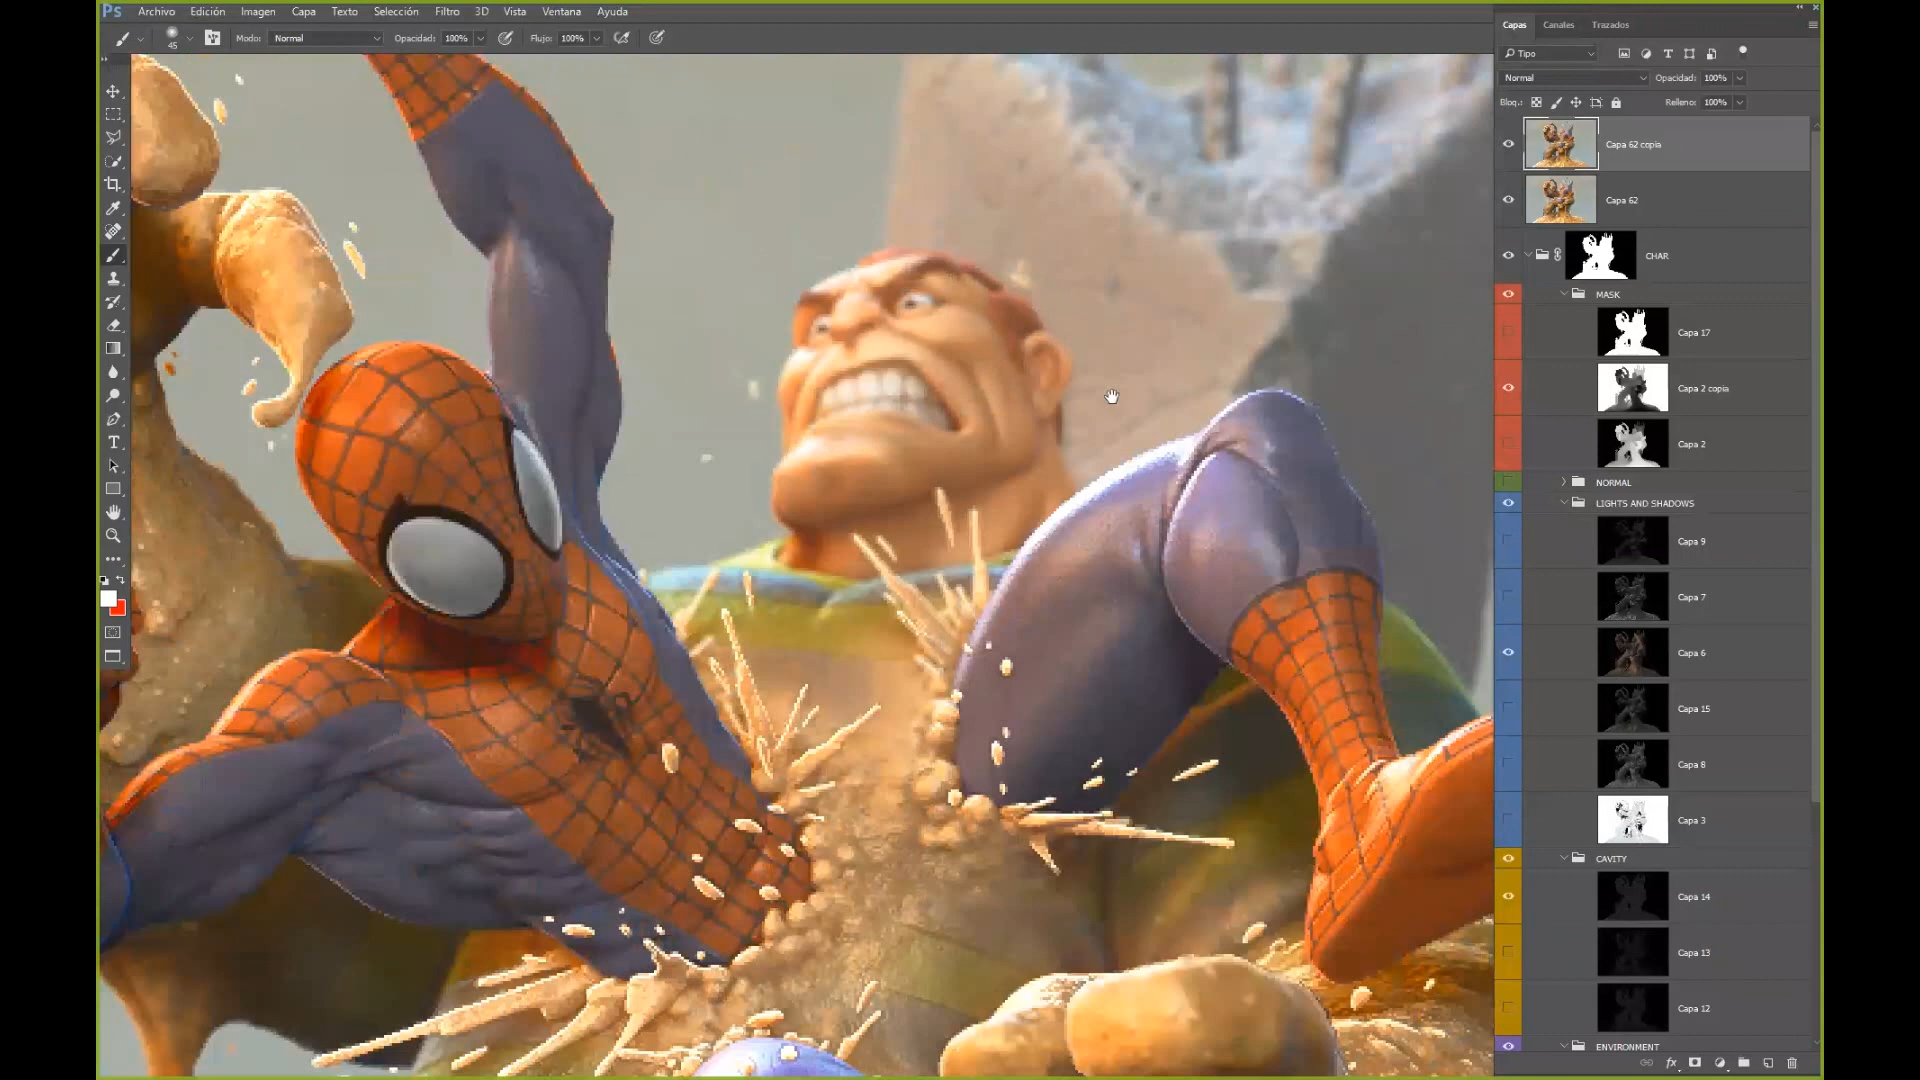 Ps Archivo Edición Imagen Capa Texto Selección Filtro 3D Vista Ventana Ayuda
45 Modo: Normal Opacidad: 100% Flujo: 100%
Capas Canales Trazados
Tipo
Normal Opacidad: 100%
Bloq.: Relleno: 100%
Capa 62 copia
Capa 62
CHAR
MASK
Capa 17
Capa 2 copia
Capa 2
NORMAL
LIGHTS AND SHADOWS
Capa 9
Capa 7
Capa 6
Capa 15
Capa 8
Capa 3
CAVITY
Capa 14
Capa 13
Capa 12
ENVIRONMENT
fx